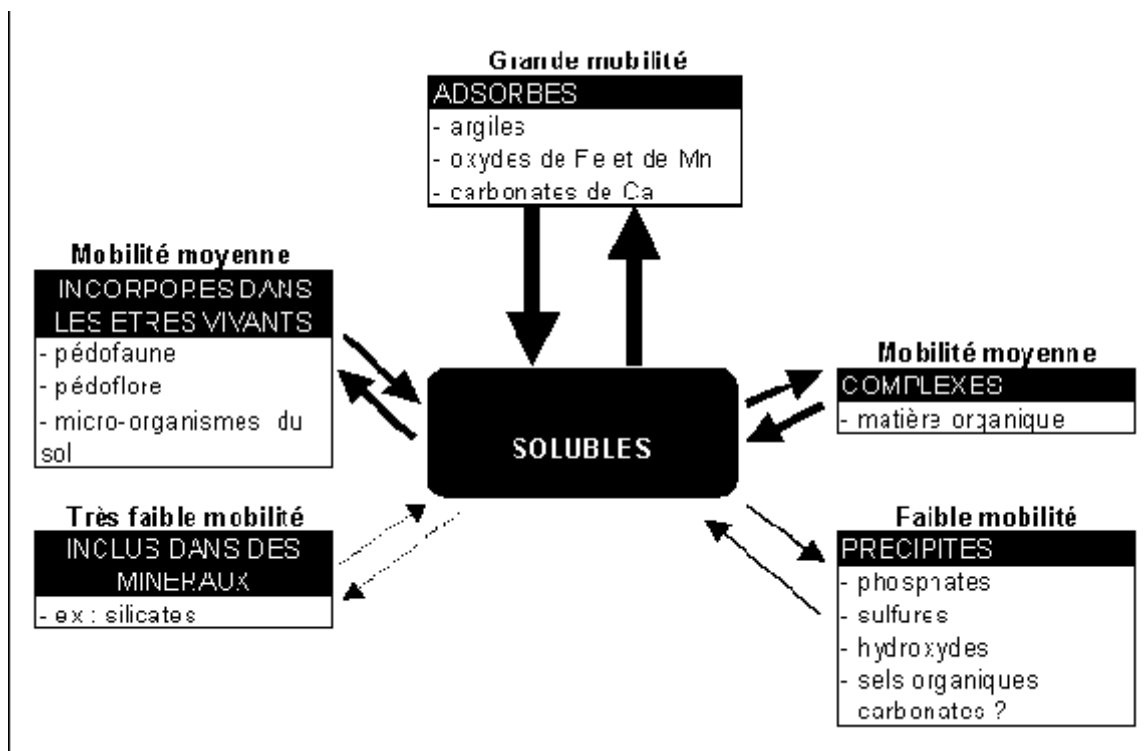 Grande mobilité
ADSORBES
- argiles
- oxydes de Fe et de Mn
- carbonates de Ca
Mobilité moyenne
INCORPORES DANS
LES ETRES VIVANTS
- pédofaune
- pédoflore
- micro-organismes du
sol
SOLUBLES
Mobilité moyenne
COMPLEXES
- matière organique
Très faible mobilité
INCLUS DANS DES
MINERAUX
- ex : silicates
Faible mobilité
PRECIPITES
- phosphates
- sulfures
- hydroxydes
- sels organiques
carbonates ?